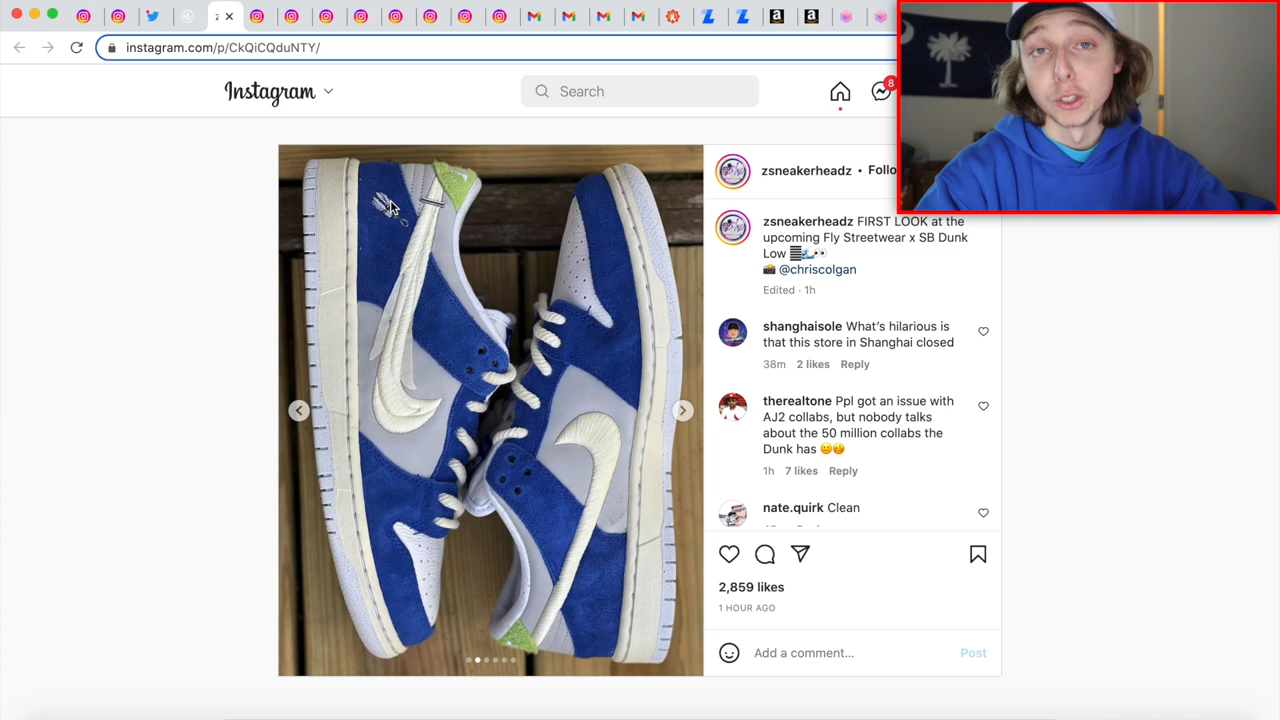 instagram.com/p/CkQiCQduNTY/
Instagram
Search
8
zsneakerheadz • Follo
zsneakerheadz FIRST LOOK at the
upcoming Fly Streetwear x SB Dunk
Low
@chriscolgan
Edited · 1h
shanghaisole What's hilarious is
that this store in Shanghai closed
38m 2 likes Reply
therealtone Ppl got an issue with
AJ2 collabs, but nobody talks
about the 50 million collabs the
Dunk has
1h 7 likes Reply
nate.quirk Clean
2,859 likes
1 HOUR AGO
Add a comment...
Post